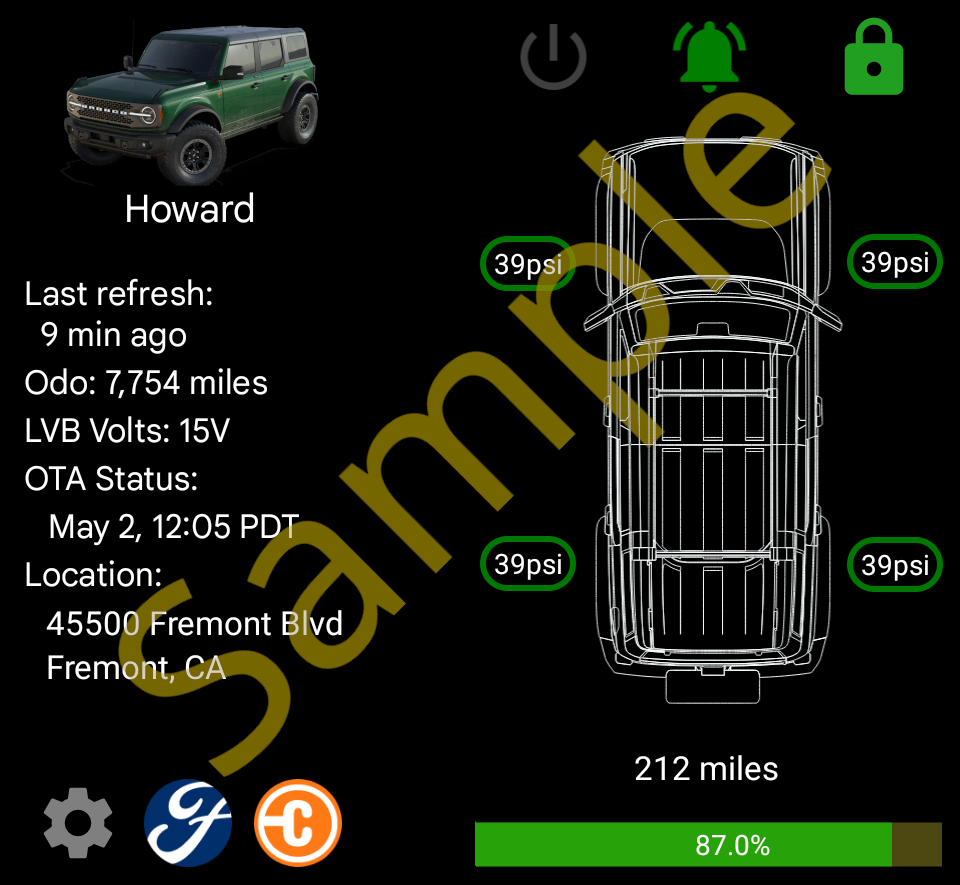 Howard
Last refresh:
9 min ago
Odo: 7,754 miles
LVB Volts: 15V
OTA Status:
May 2, 12:05 PDT
Location:
45500 Fremont Blvd
Fremont, CA
39psi
39psi
39psi
39psi
212 miles
87.0%
Sample
BRONCO
C